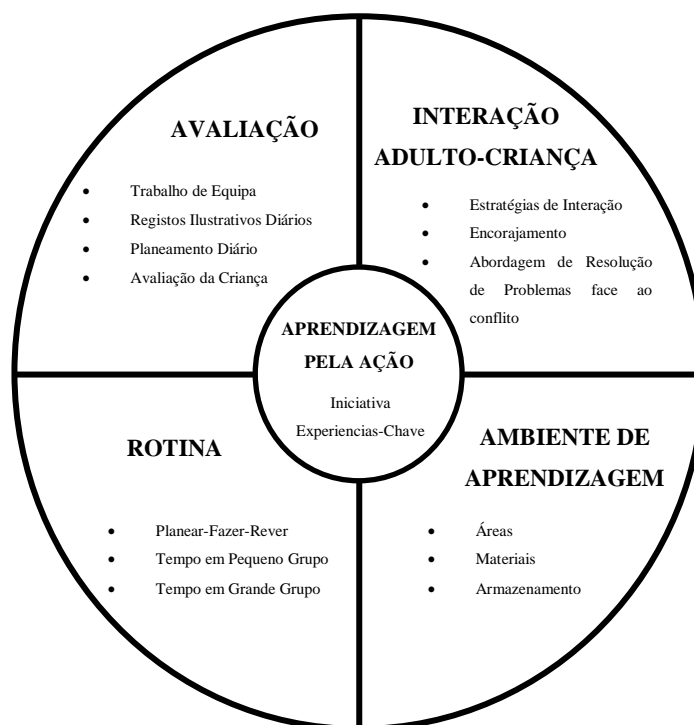 AVALIAÇÃO
• Trabalho de Equipa
• Registos Ilustrativos Diários
• Planeamento Diário
• Avaliação da Criança
INTERAÇÃO
ADULTO-CRIANÇA
• Estratégias de Interação
• Encorajamento
• Abordagem de Resolução
de Problemas face ao
conflito
APRENDIZAGEM
PELA AÇÃO
Iniciativa
Experiencias-Chave
ROTINA
• Planear-Fazer-Rever
• Tempo em Pequeno Grupo
• Tempo em Grande Grupo
AMBIENTE DE
APRENDIZAGEM
• Áreas
• Materiais
• Armazenamento